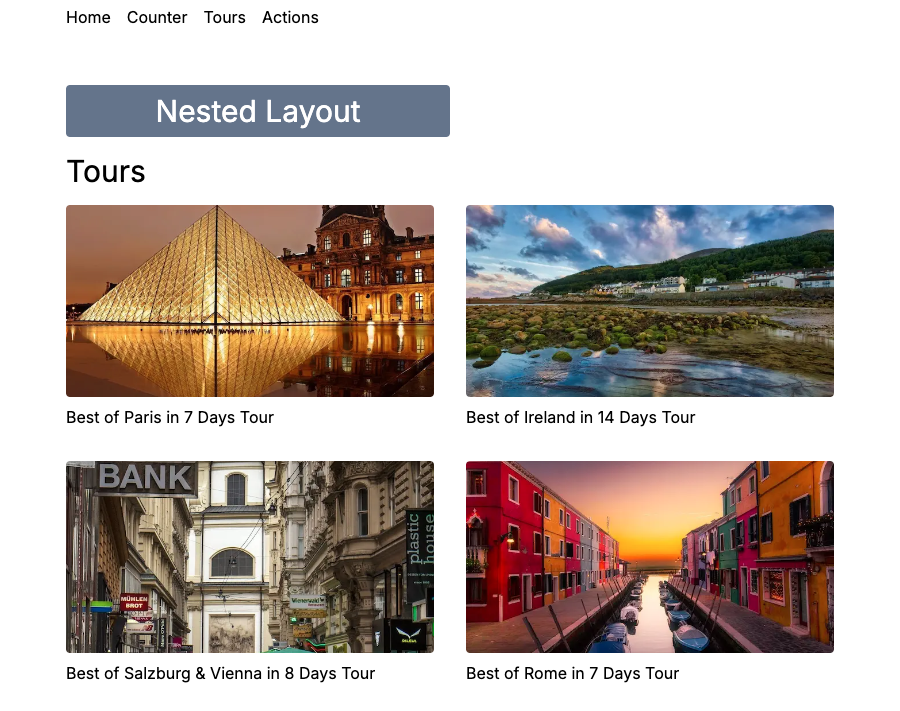 Home Counter Tours Actions
Nested Layout
Tours
Best of Paris in 7 Days Tour
Best of Ireland in 14 Days Tour
BANK
plastic
house
MÜHLEN
BROT
Wienerwald
Best of Salzburg & Vienna in 8 Days Tour
Best of Rome in 7 Days Tour